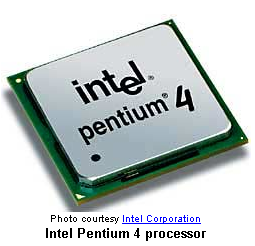 intel®
pentium® 4
Photo courtesy Intel Corporation
Intel Pentium 4 processor